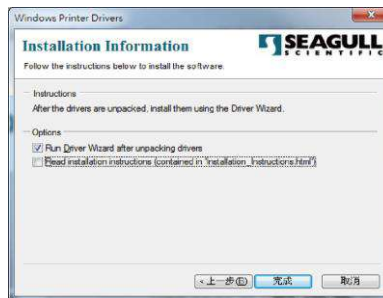 Windows Printer Drivers
Installation Information
SEAGULL
SCIENTIFIC
Follow the instructions below to install the software.
Instructions
After the drivers are unpacked, install them using the Driver Wizard.
Options
Run Driver Wizard after unpacking drivers
Read installation instructions (contained in "Installation_Instructions.html")
<上一步(B) 完成 取消